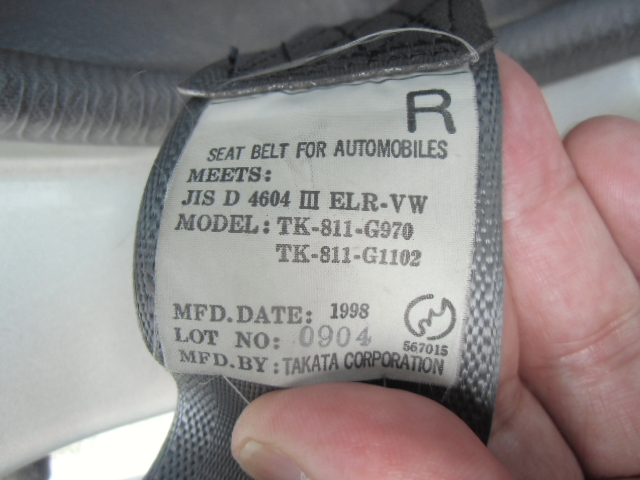 R
SEAT BELT FOR AUTOMOBILES
MEETS:
JIS D 4604 III ELR-VW
MODEL: TK-811-G970
TK-811-G1102
MFD.DATE: 1998
LOT NO: 0904
567015
MFD.BY: TAKATA CORPORATION